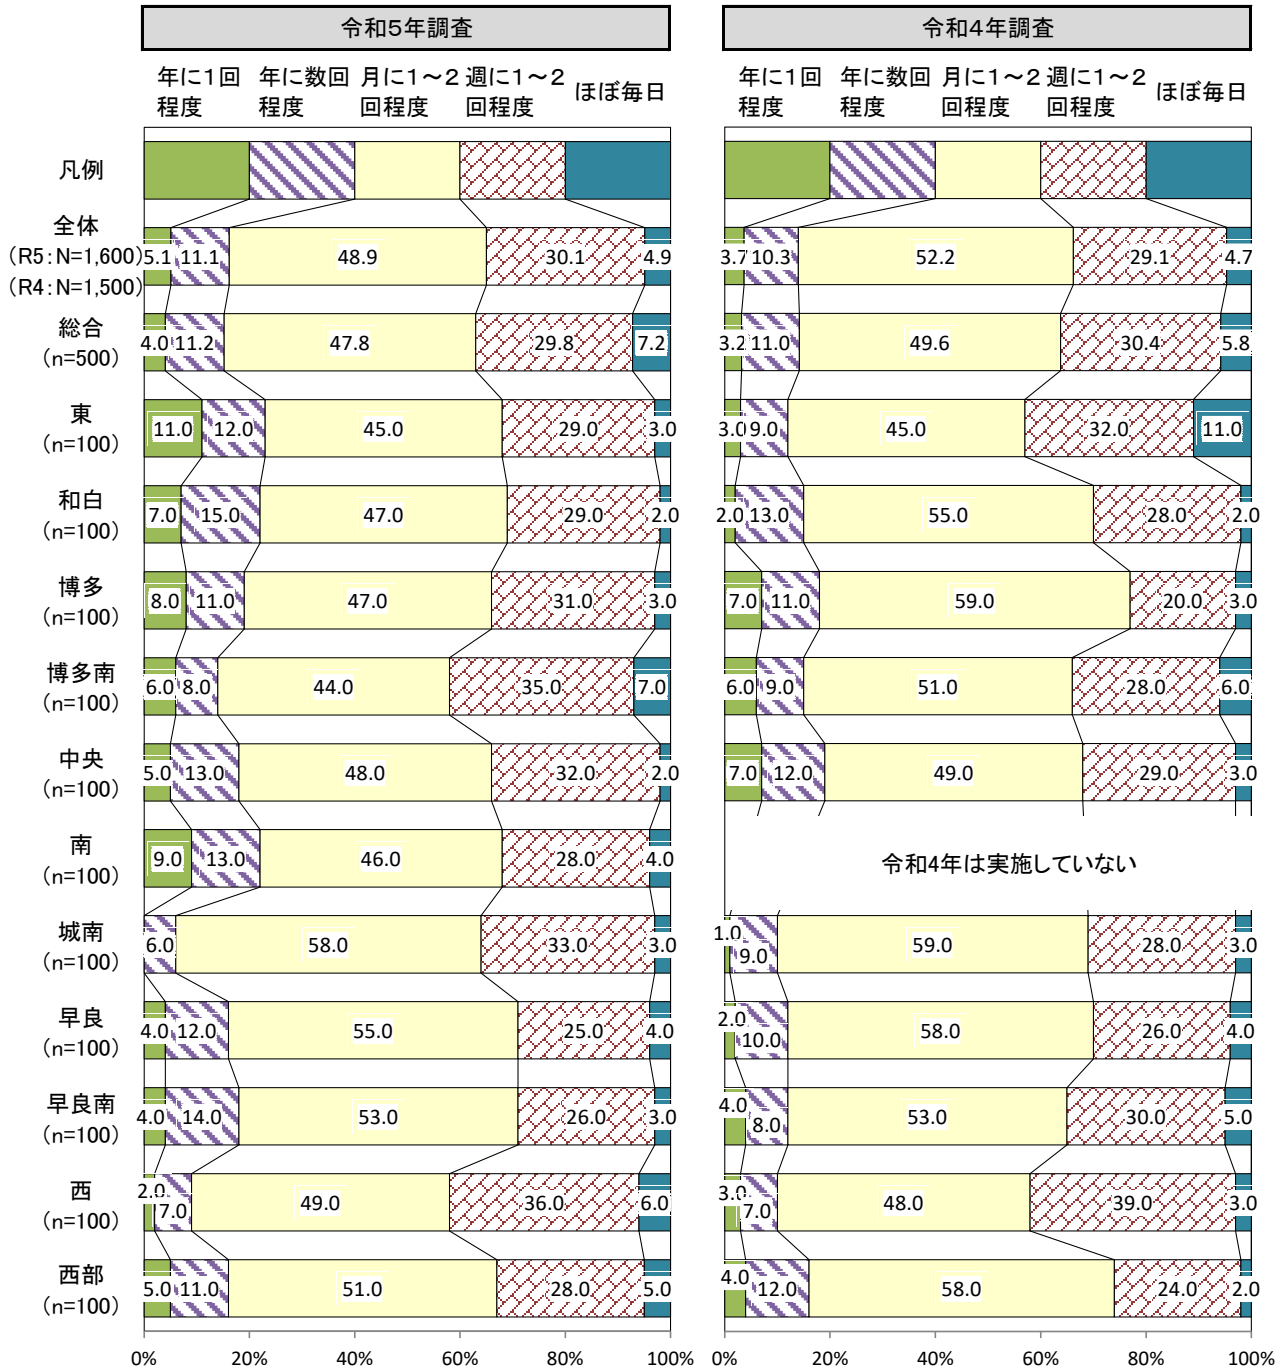 令和5年調査 令和4年調査
年に1回 年に数回 月に1～2 週に1～2 ほぼ毎日 年に1回 年に数回 月に1～2 週に1～2 ほぼ毎日
程度 程度 回程度 回程度 程度 程度 回程度 回程度
凡例
全体
(R5:N=1,600) 5.1 11.1 48.9 30.1 4.9 3.7 10.3 52.2 29.1 4.7
(R4:N=1,500)
総合
(n=500) 4.0 11.2 47.8 29.8 7.2 3.2 11.0 49.6 30.4 5.8
東
(n=100) 11.0 12.0 45.0 29.0 3.0 3.0 9.0 45.0 32.0 11.0
和白
(n=100) 7.0 15.0 47.0 29.0 2.0 2.0 13.0 55.0 28.0 2.0
博多
(n=100) 8.0 11.0 47.0 31.0 3.0 7.0 11.0 59.0 20.0 3.0
博多南
(n=100) 6.0 8.0 44.0 35.0 7.0 6.0 9.0 51.0 28.0 6.0
中央
(n=100) 5.0 13.0 48.0 32.0 2.0 7.0 12.0 49.0 29.0 3.0
南
(n=100) 9.0 13.0 46.0 28.0 4.0 令和4年は実施していない
城南
(n=100) 6.0 58.0 33.0 3.0 1.0 9.0 59.0 28.0 3.0
早良
(n=100) 4.0 12.0 55.0 25.0 4.0 2.0 10.0 58.0 26.0 4.0
早良南
(n=100) 4.0 14.0 53.0 26.0 3.0 4.0 8.0 53.0 30.0 5.0
西
(n=100) 2.0 7.0 49.0 36.0 6.0 3.0 7.0 48.0 39.0 3.0
西部
(n=100) 5.0 11.0 51.0 28.0 5.0 4.0 12.0 58.0 24.0 2.0
0% 20% 40% 60% 80% 100% 0% 20% 40% 60% 80% 100%